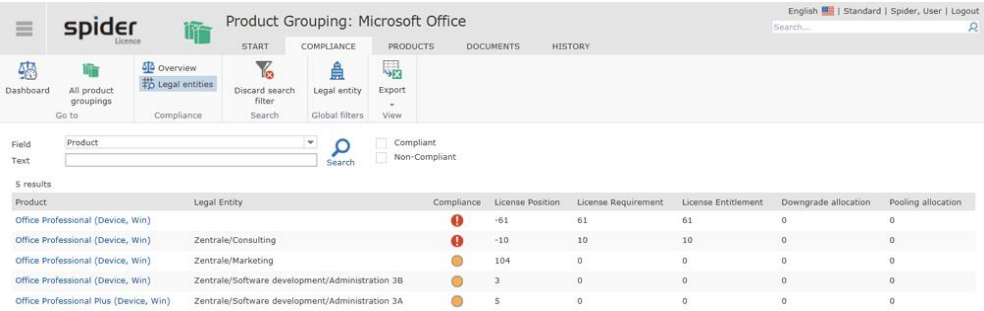 English | Standard | Spider, User | Logout
spider
Licence
Product Grouping: Microsoft Office
Search...
START COMPLIANCE PRODUCTS DOCUMENTS HISTORY
Dashboard
All product groupings
Go to
Overview
Legal entities
Compliance
Discard search filter
Search
Legal entity
Global filters
Export
View
Field Product
Text
Search
Compliant
Non-Compliant
5 results
Product Legal Entity Compliance License Position License Requirement License Entitlement Downgrade allocation Pooling allocation
Office Professional (Device, Win) -61 61 61 0 0
Office Professional (Device, Win) Zentrale/Consulting -10 10 10 0 0
Office Professional (Device, Win) Zentrale/Marketing 104 0 0 0 0
Office Professional (Device, Win) Zentrale/Software development/Administration 3B 3 0 0 0 0
Office Professional Plus (Device, Win) Zentrale/Software development/Administration 3A 5 0 0 0 0